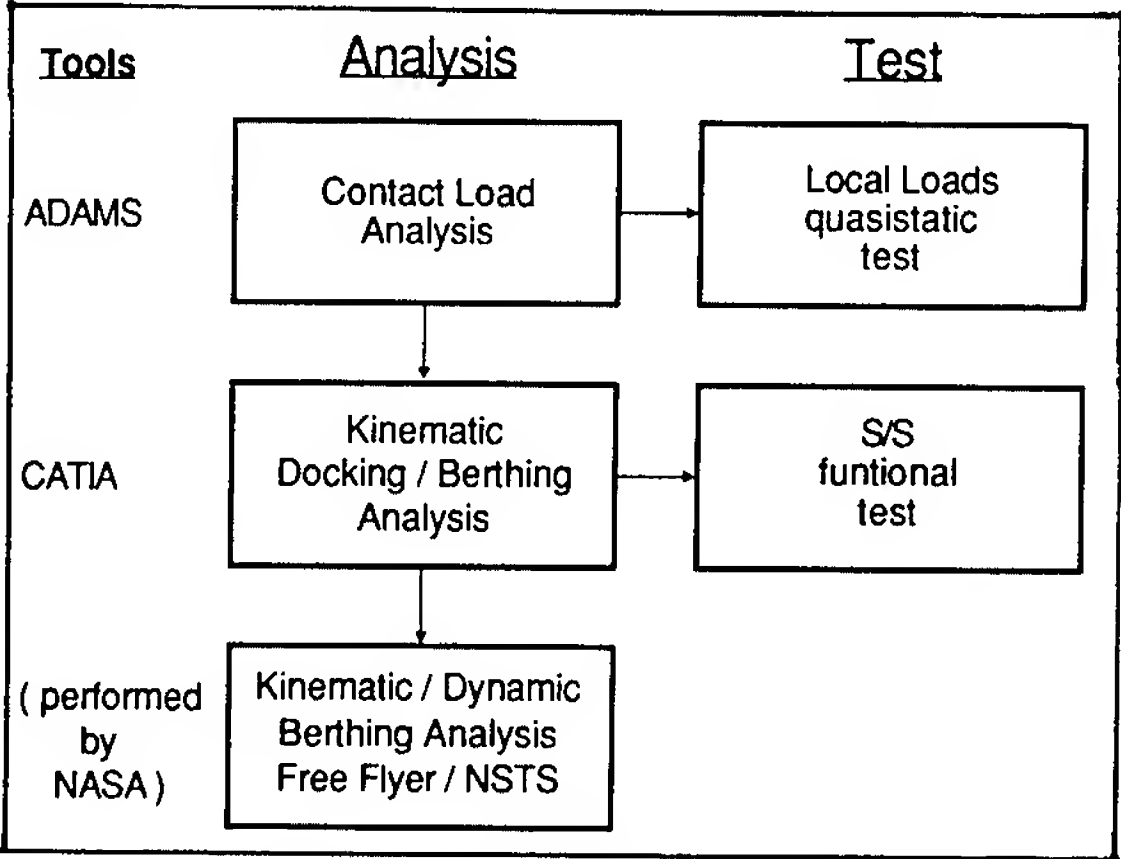 Tools
Analysis
Test
ADAMS
Contact Load
Analysis
Local Loads
quasistatic
test
CATIA
Kinematic
Docking / Berthing
Analysis
S/S
funtional
test
( performed
by
NASA )
Kinematic / Dynamic
Berthing Analysis
Free Flyer / NSTS